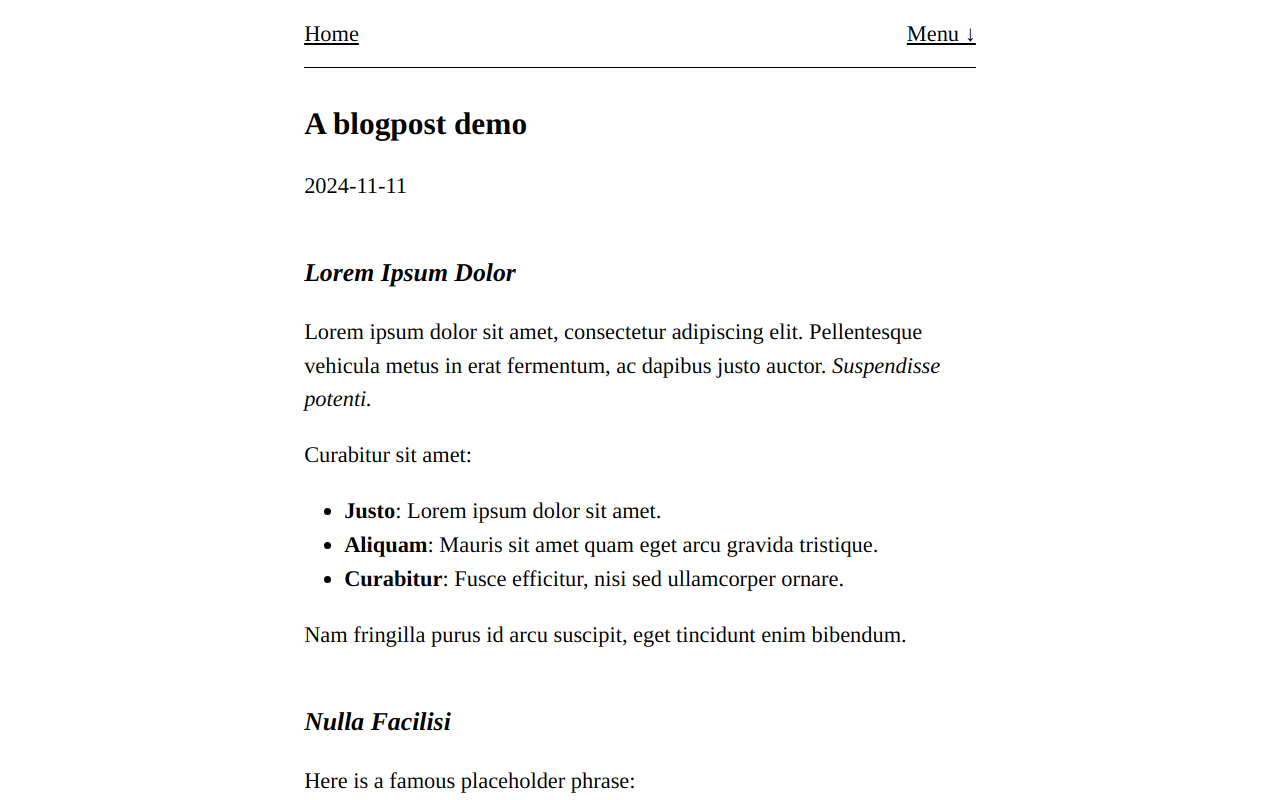 Home
Menu ↓
A blogpost demo
2024-11-11
Lorem Ipsum Dolor
Lorem ipsum dolor sit amet, consectetur adipiscing elit. Pellentesque
vehicula metus in erat fermentum, ac dapibus justo auctor. Suspendisse
potenti.
Curabitur sit amet:
• Justo: Lorem ipsum dolor sit amet.
• Aliquam: Mauris sit amet quam eget arcu gravida tristique.
• Curabitur: Fusce efficitur, nisi sed ullamcorper ornare.
Nam fringilla purus id arcu suscipit, eget tincidunt enim bibendum.
Nulla Facilisi
Here is a famous placeholder phrase: